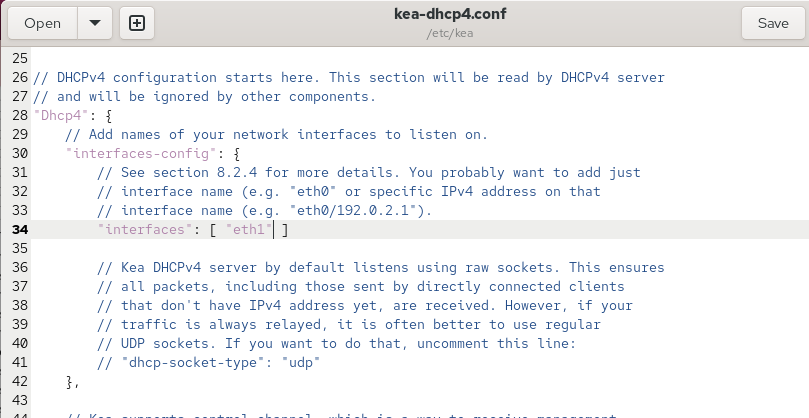 Open
kea-dhcp4.conf
/etc/kea
Save
25
26 // DHCPv4 configuration starts here. This section will be read by DHCPv4 server
27 // and will be ignored by other components.
28 "Dhcp4": {
29 // Add names of your network interfaces to listen on.
30 "interfaces-config": {
31 // See section 8.2.4 for more details. You probably want to add just
32 // interface name (e.g. "eth0" or specific IPv4 address on that
33 // interface name (e.g. "eth0/192.0.2.1").
34 "interfaces": [ "eth1" ]
35
36 // Kea DHCPv4 server by default listens using raw sockets. This ensures
37 // all packets, including those sent by directly connected clients
38 // that don't have IPv4 address yet, are received. However, if your
39 // traffic is always relayed, it is often better to use regular
40 // UDP sockets. If you want to do that, uncomment this line:
41 // "dhcp-socket-type": "udp"
42 },
43